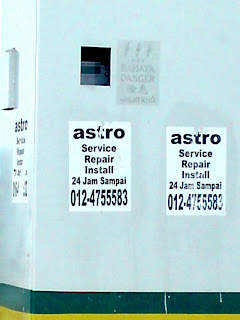 BAHAYA
DANGER
astro
Service
Repair
Install
24 Jam Sampai
012-4755583
astro
Service
Repair
Install
24 Jam Sampai
012-4755583
astro
Service
Repair
Install